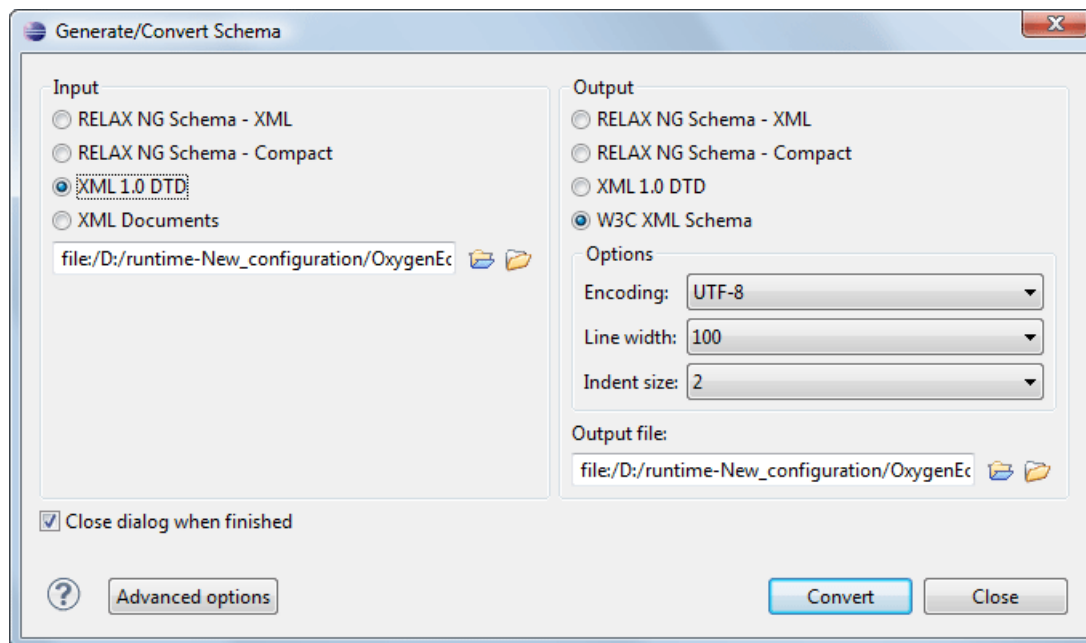 Generate/Convert Schema
Input
RELAX NG Schema - XML
RELAX NG Schema - Compact
XML 1.0 DTD
XML Documents
file:/D:/runtime-New_configuration/OxygenEc
Output
RELAX NG Schema - XML
RELAX NG Schema - Compact
XML 1.0 DTD
W3C XML Schema
Options
Encoding: UTF-8
Line width: 100
Indent size: 2
Output file:
file:/D:/runtime-New_configuration/OxygenEc
Close dialog when finished
Advanced options
Convert
Close